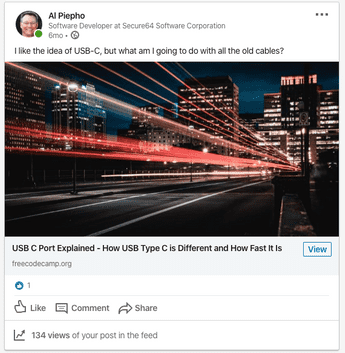 Al Piepho
Software Developer at Secure64 Software Corporation
6mo •
I like the idea of USB-C, but what am I going to do with all the old cables?
USB C Port Explained - How USB Type C is Different and How Fast It Is
View
freecodecamp.org
1
Like Comment Share
134 views of your post in the feed